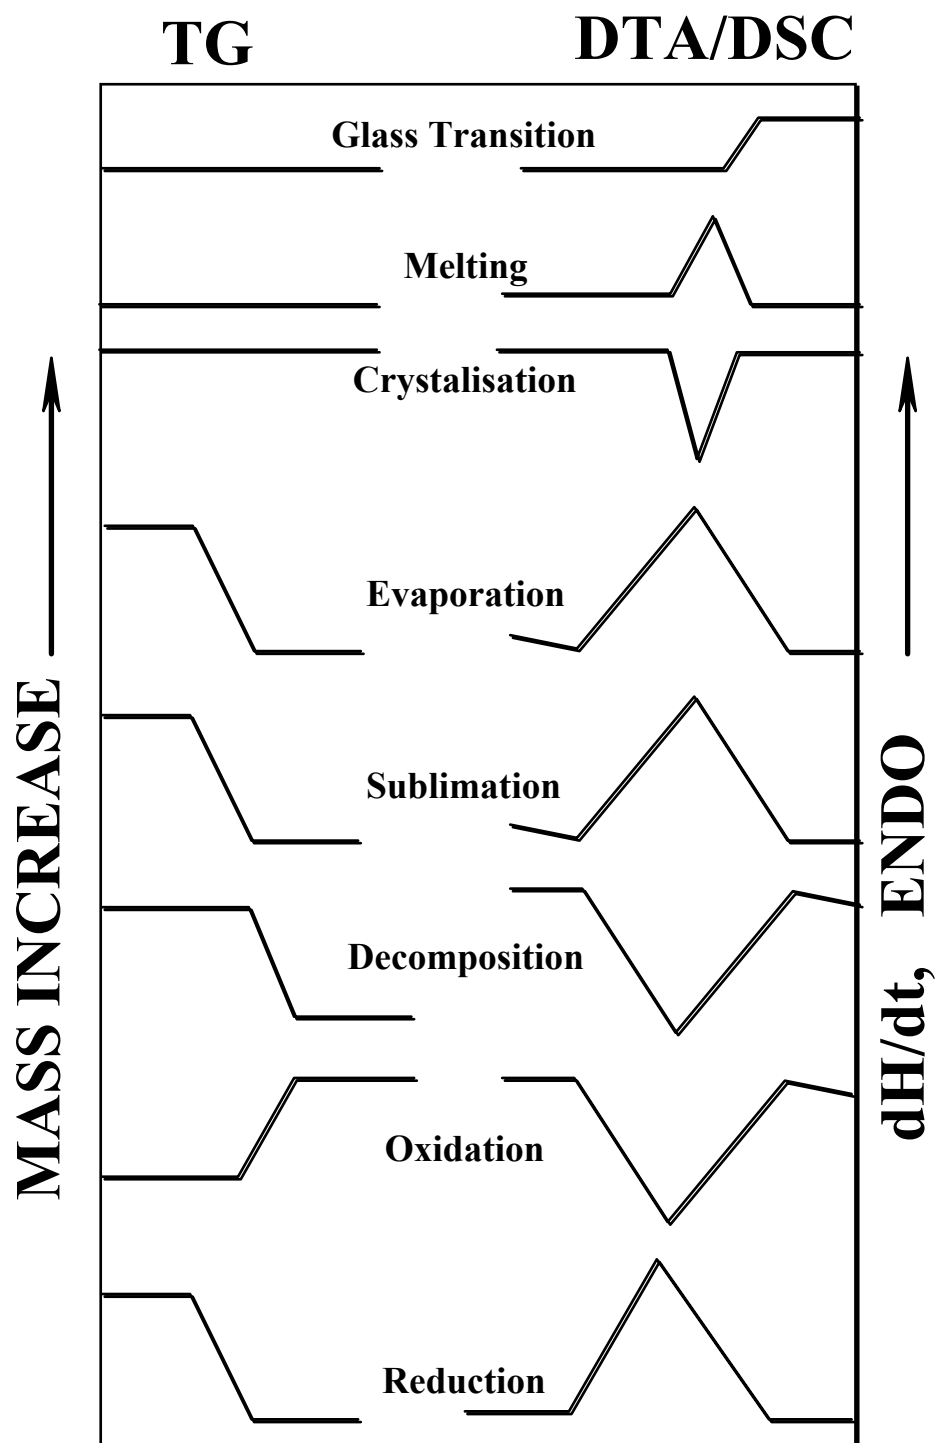 TG
DTA/DSC
Glass Transition
Melting
Crystalisation
Evaporation
Sublimation
Decomposition
Oxidation
Reduction
MASS INCREASE
dH/dt, ENDO